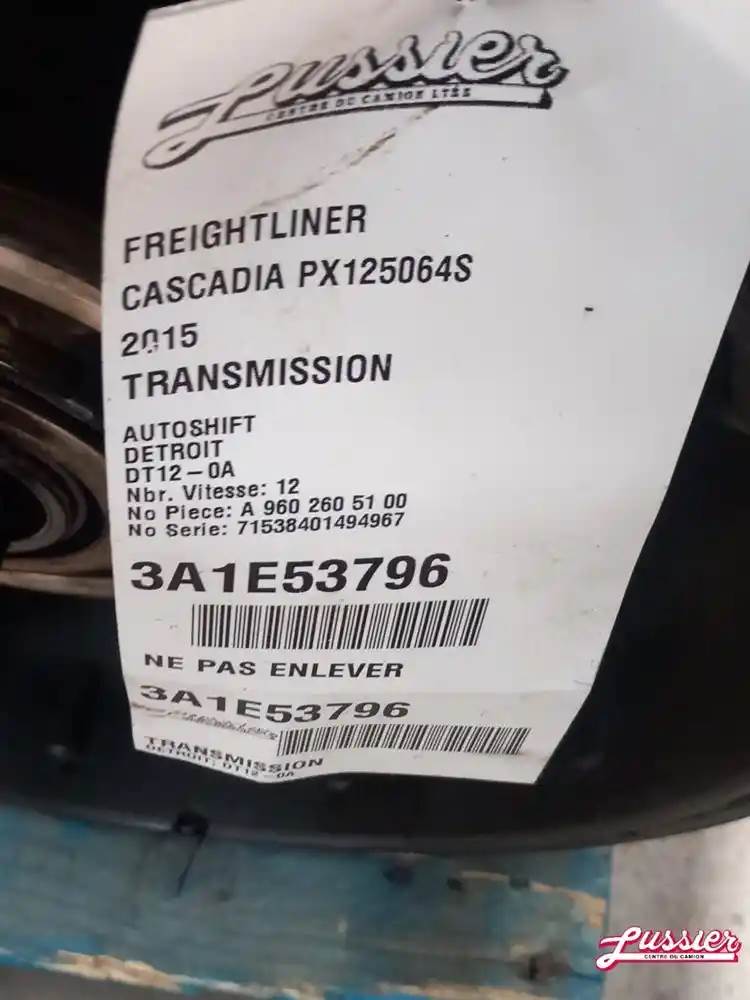 Lussier
CENTRE DU CAMION LTÉE
FREIGHTLINER
CASCADIA PX125064S
2015
TRANSMISSION
AUTOSHIFT
DETROIT
DT12-0A
Nbr. Vitesse: 12
No Piece: A 960 260 51 00
No Serie: 71538401494967
3A1E53796
NE PAS ENLEVER
3A1E53796
TRANSMISSION
DETROIT: DT12-0A
Lussier
CENTRE DU CAMION